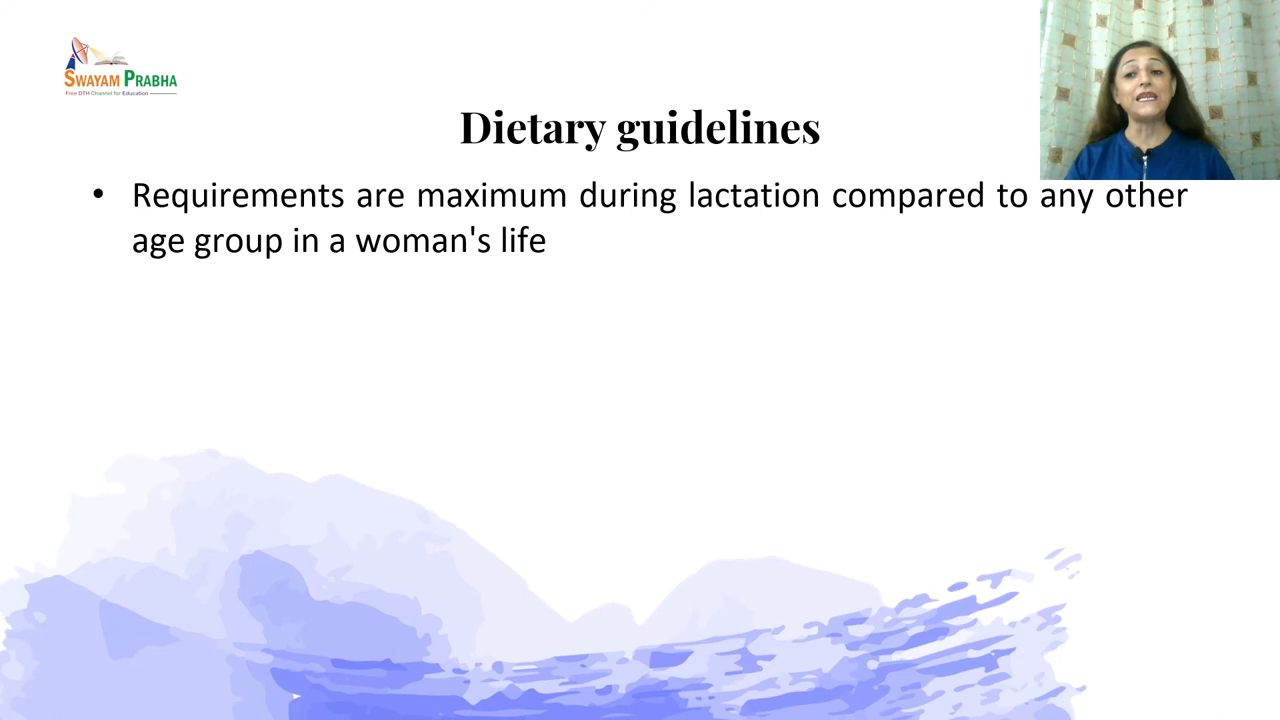 SWAYAM PRABHA
Free DTH Channel for Education
Dietary guidelines
• Requirements are maximum during lactation compared to any other
age group in a woman's life